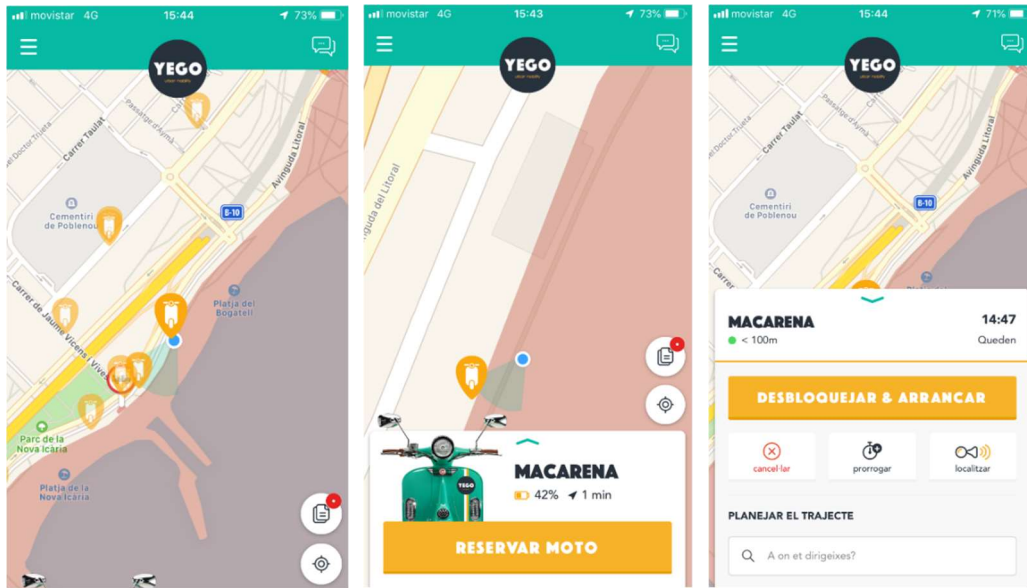 movistar 4G 15:44 73%
YEGO
Passatge d'Aymà
Carrer Taulat
Avinguda Litoral
Cementiri
de Poblenou
B-10
Platja del
Bogatell
Carrer de Jaume Vicens i Vives
Parc de la
Nova Icària
Platja de la
Nova Icària
movistar 4G 15:43 73%
YEGO
Avinguda del Litoral
YEGO
MACARENA
42% 1 min
RESERVAR MOTO
movistar 4G 15:44 71%
YEGO
Passatge d'Aymà
Carrer Taulat
Avinguda Litoral
Cementiri
de Poblenou
B-10
Carrer
MACARENA 14:47
< 100m Queden
DESBLOQUEJAR & ARRANCAR
cancel·lar prorrogar localitzar
PLANEJAR EL TRAJECTE
A on et dirigeixes?